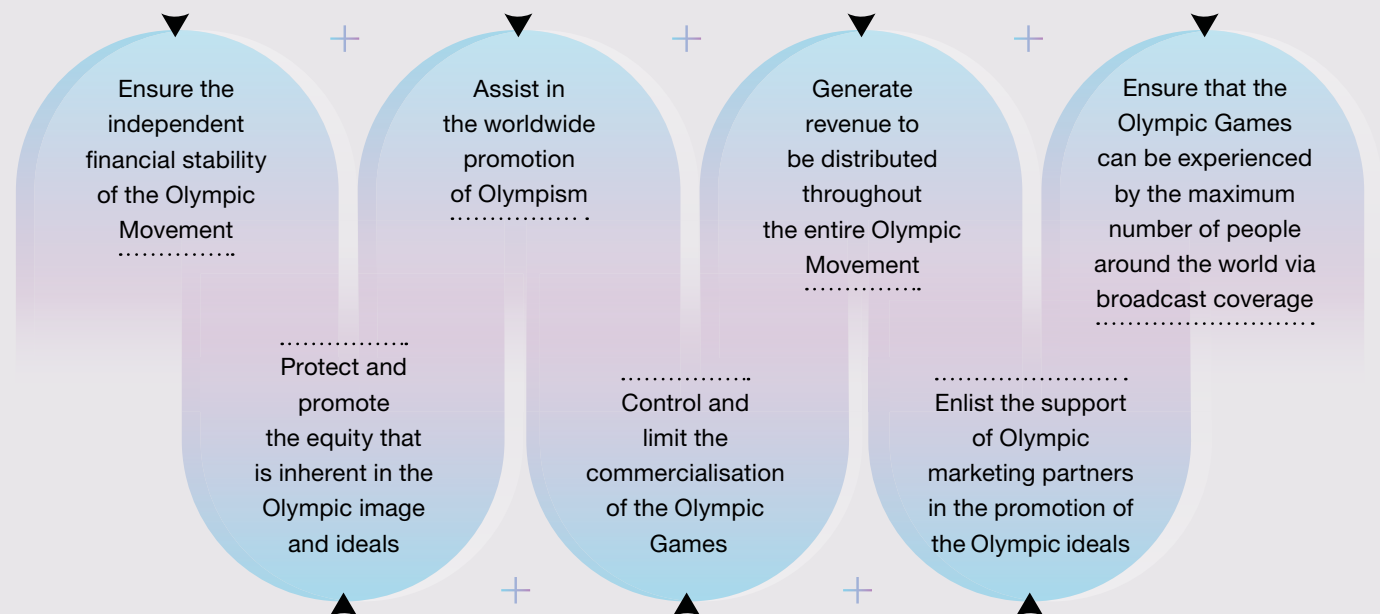 Ensure the
independent
financial stability
of the Olympic
Movement
Assist in
the worldwide
promotion
of Olympism
Generate
revenue to
be distributed
throughout
the entire Olympic
Movement
Ensure that the
Olympic Games
can be experienced
by the maximum
number of people
around the world via
broadcast coverage
Protect and
promote
the equity that
is inherent in the
Olympic image
and ideals
Control and
limit the
commercialisation
of the Olympic
Games
Enlist the support
of Olympic
marketing partners
in the promotion of
the Olympic ideals